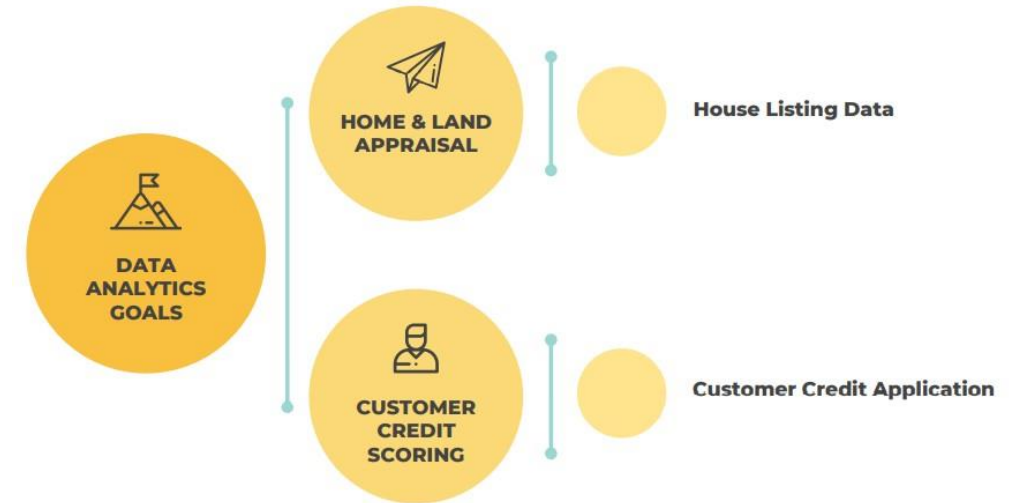 DATA
ANALYTICS
GOALS
HOME & LAND
APPRAISAL
House Listing Data
CUSTOMER
CREDIT
SCORING
Customer Credit Application